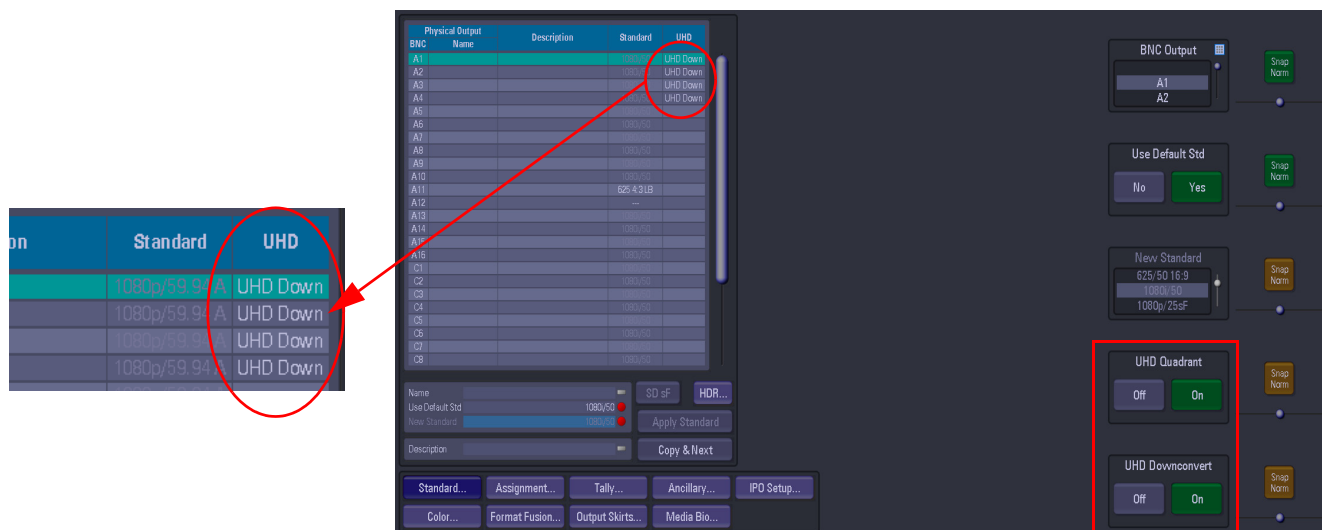 Physical Output
BNC Name Description Standard UHD
A1 UHD Down
A2 1080i/50 UHD Down
A3 UHD Down
A4 1080i/50 UHD Down
A5
A6 1080i/50
A7
A8 1080i/50
A9
A10 1080i/50
A11 625 4:3 LB
A12 ---
A13
A14 1080i/50
A15
A16 1080i/50
C1
C2 1080i/50
C3
C4 1080i/50
C5
C6 1080i/50
C7
C8 1080i/50
Name SD sF HDR...
Use Default Std 1080i/50
New Standard 1080i/50 Apply Standard
Description Copy & Next
Standard... Assignment... Tally... Ancillary... IPO Setup...
Color... Format Fusion... Output Skirts... Media Bio...
on Standard UHD
1080p/59.94 A UHD Down
1080p/59.94 A UHD Down
1080p/59.94 A UHD Down
1080p/59.94 A UHD Down
BNC Output
A1
A2
Snap Norm
Use Default Std
No Yes
Snap Norm
New Standard
625/50 16:9
1080i/50
1080p/25sF
Snap Norm
UHD Quadrant
Off On
Snap Norm
UHD Downconvert
Off On
Snap Norm